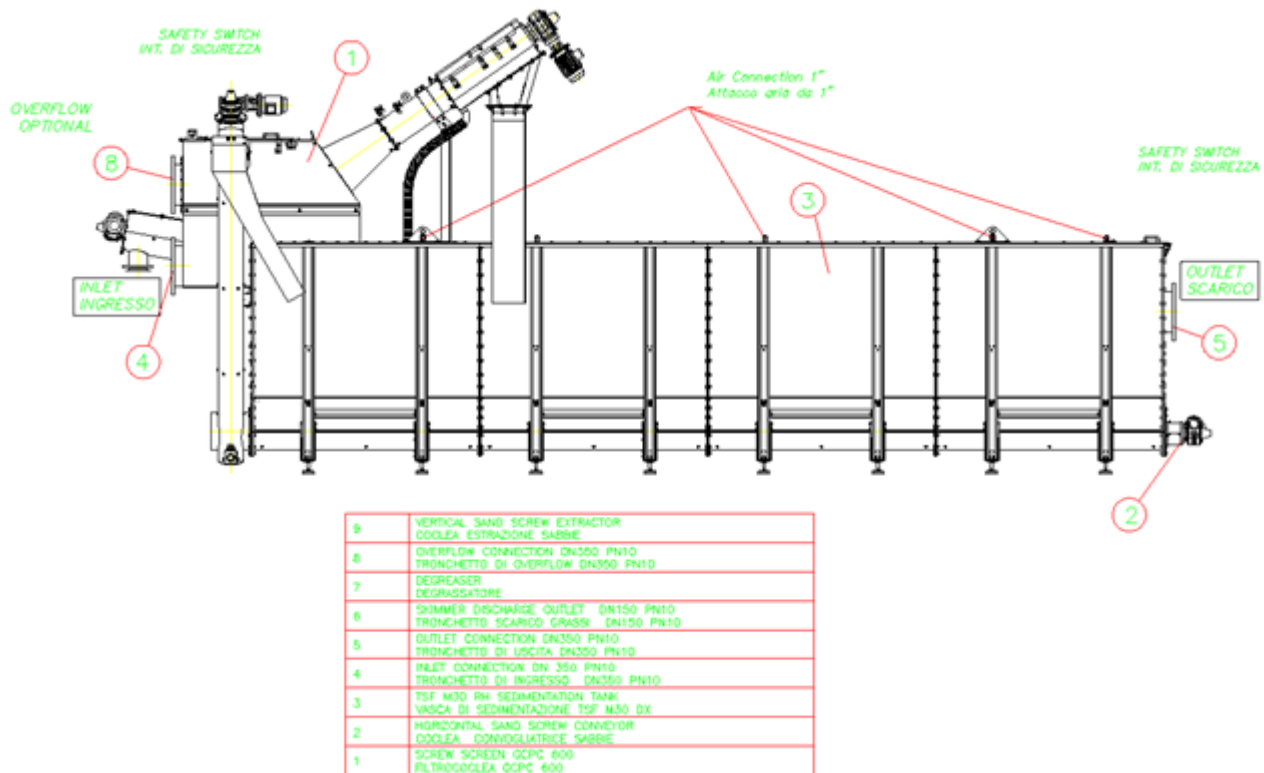 SAFETY SWITCH
INT. DI SICUREZZA
1
OVERFLOW
OPTIONAL
8
Air Connection 1"
Attacco aria da 1"
SAFETY SWITCH
INT. DI SICUREZZA
3
INLET
INGRESSO
OUTLET
SCARICO
4
5
2
9 VERTICAL SAND SCREW EXTRACTOR
COCLEA ESTRAZIONE SABBIE
8 OVERFLOW CONNECTION DN350 PN10
TRONCHETTO DI OVERFLOW DN350 PN10
7 DEGREASER
DEGRASSATORE
6 SKIMMER DISCHARGE OUTLET DN150 PN10
TRONCHETTO SCARICO GRASSI DN150 PN10
5 OUTLET CONNECTION DN350 PN10
TRONCHETTO DI USCITA DN350 PN10
4 INLET CONNECTION DN 350 PN10
TRONCHETTO DI INGRESSO DN350 PN10
3 TSF M30 RH SEDIMENTATION TANK
VASCA DI SEDIMENTAZIONE TSF M30 DX
2 HORIZONTAL SAND SCREW CONVEYOR
COCLEA CONVOGLIATRICE SABBIE
1 SCREW SCREEN GCPC 600
FILTROCOCLEA GCPC 600